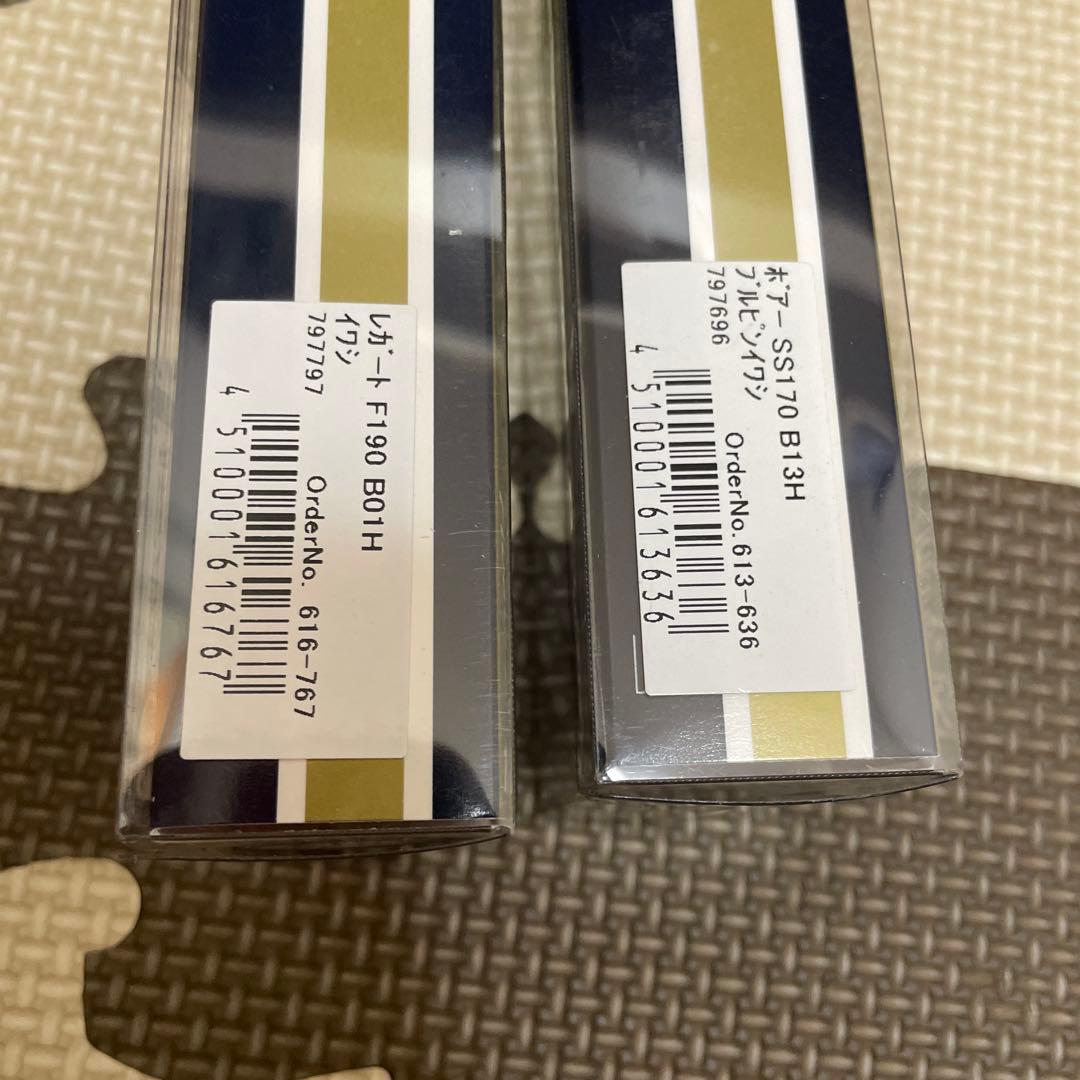 レガート F190 B01H
イワシ
797797
OrderNo. 616-767
4 510001 616767
ボアー SS170 B13H
ブルピンイワシ
797696
OrderNo.613-636
4 510001 613636